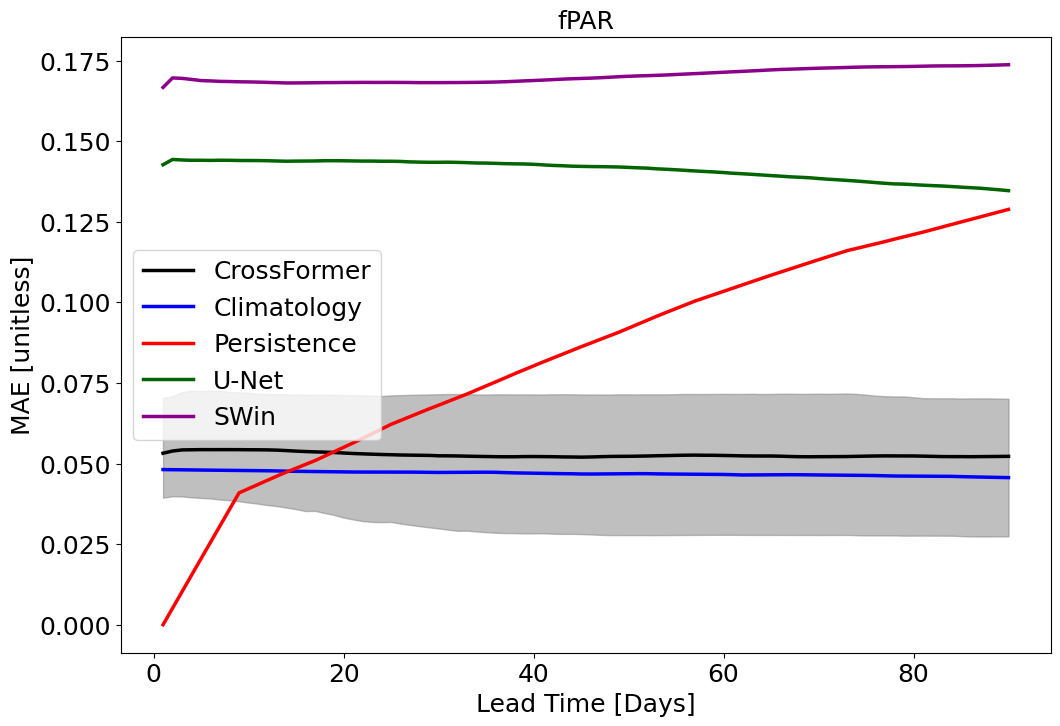 fPAR
MAE [unitless]
0.175
0.150
0.125
0.100
0.075
0.050
0.025
0.000
CrossFormer
Climatology
Persistence
U-Net
SWin
0
20
40
60
80
Lead Time [Days]